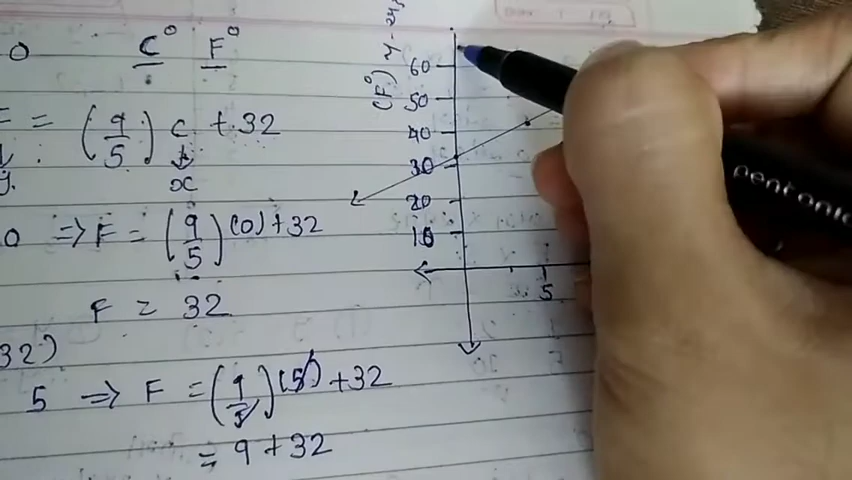 0 C° F°
= = (9/5) C + 32
y. x
0 ⇒ F = (9/5)(0) + 32
F = 32
32)
5 ⇒ F = (9/5)(5) + 32
= 9 + 32
(F°) y-
60
50
40
30
20
10
5
pentonic